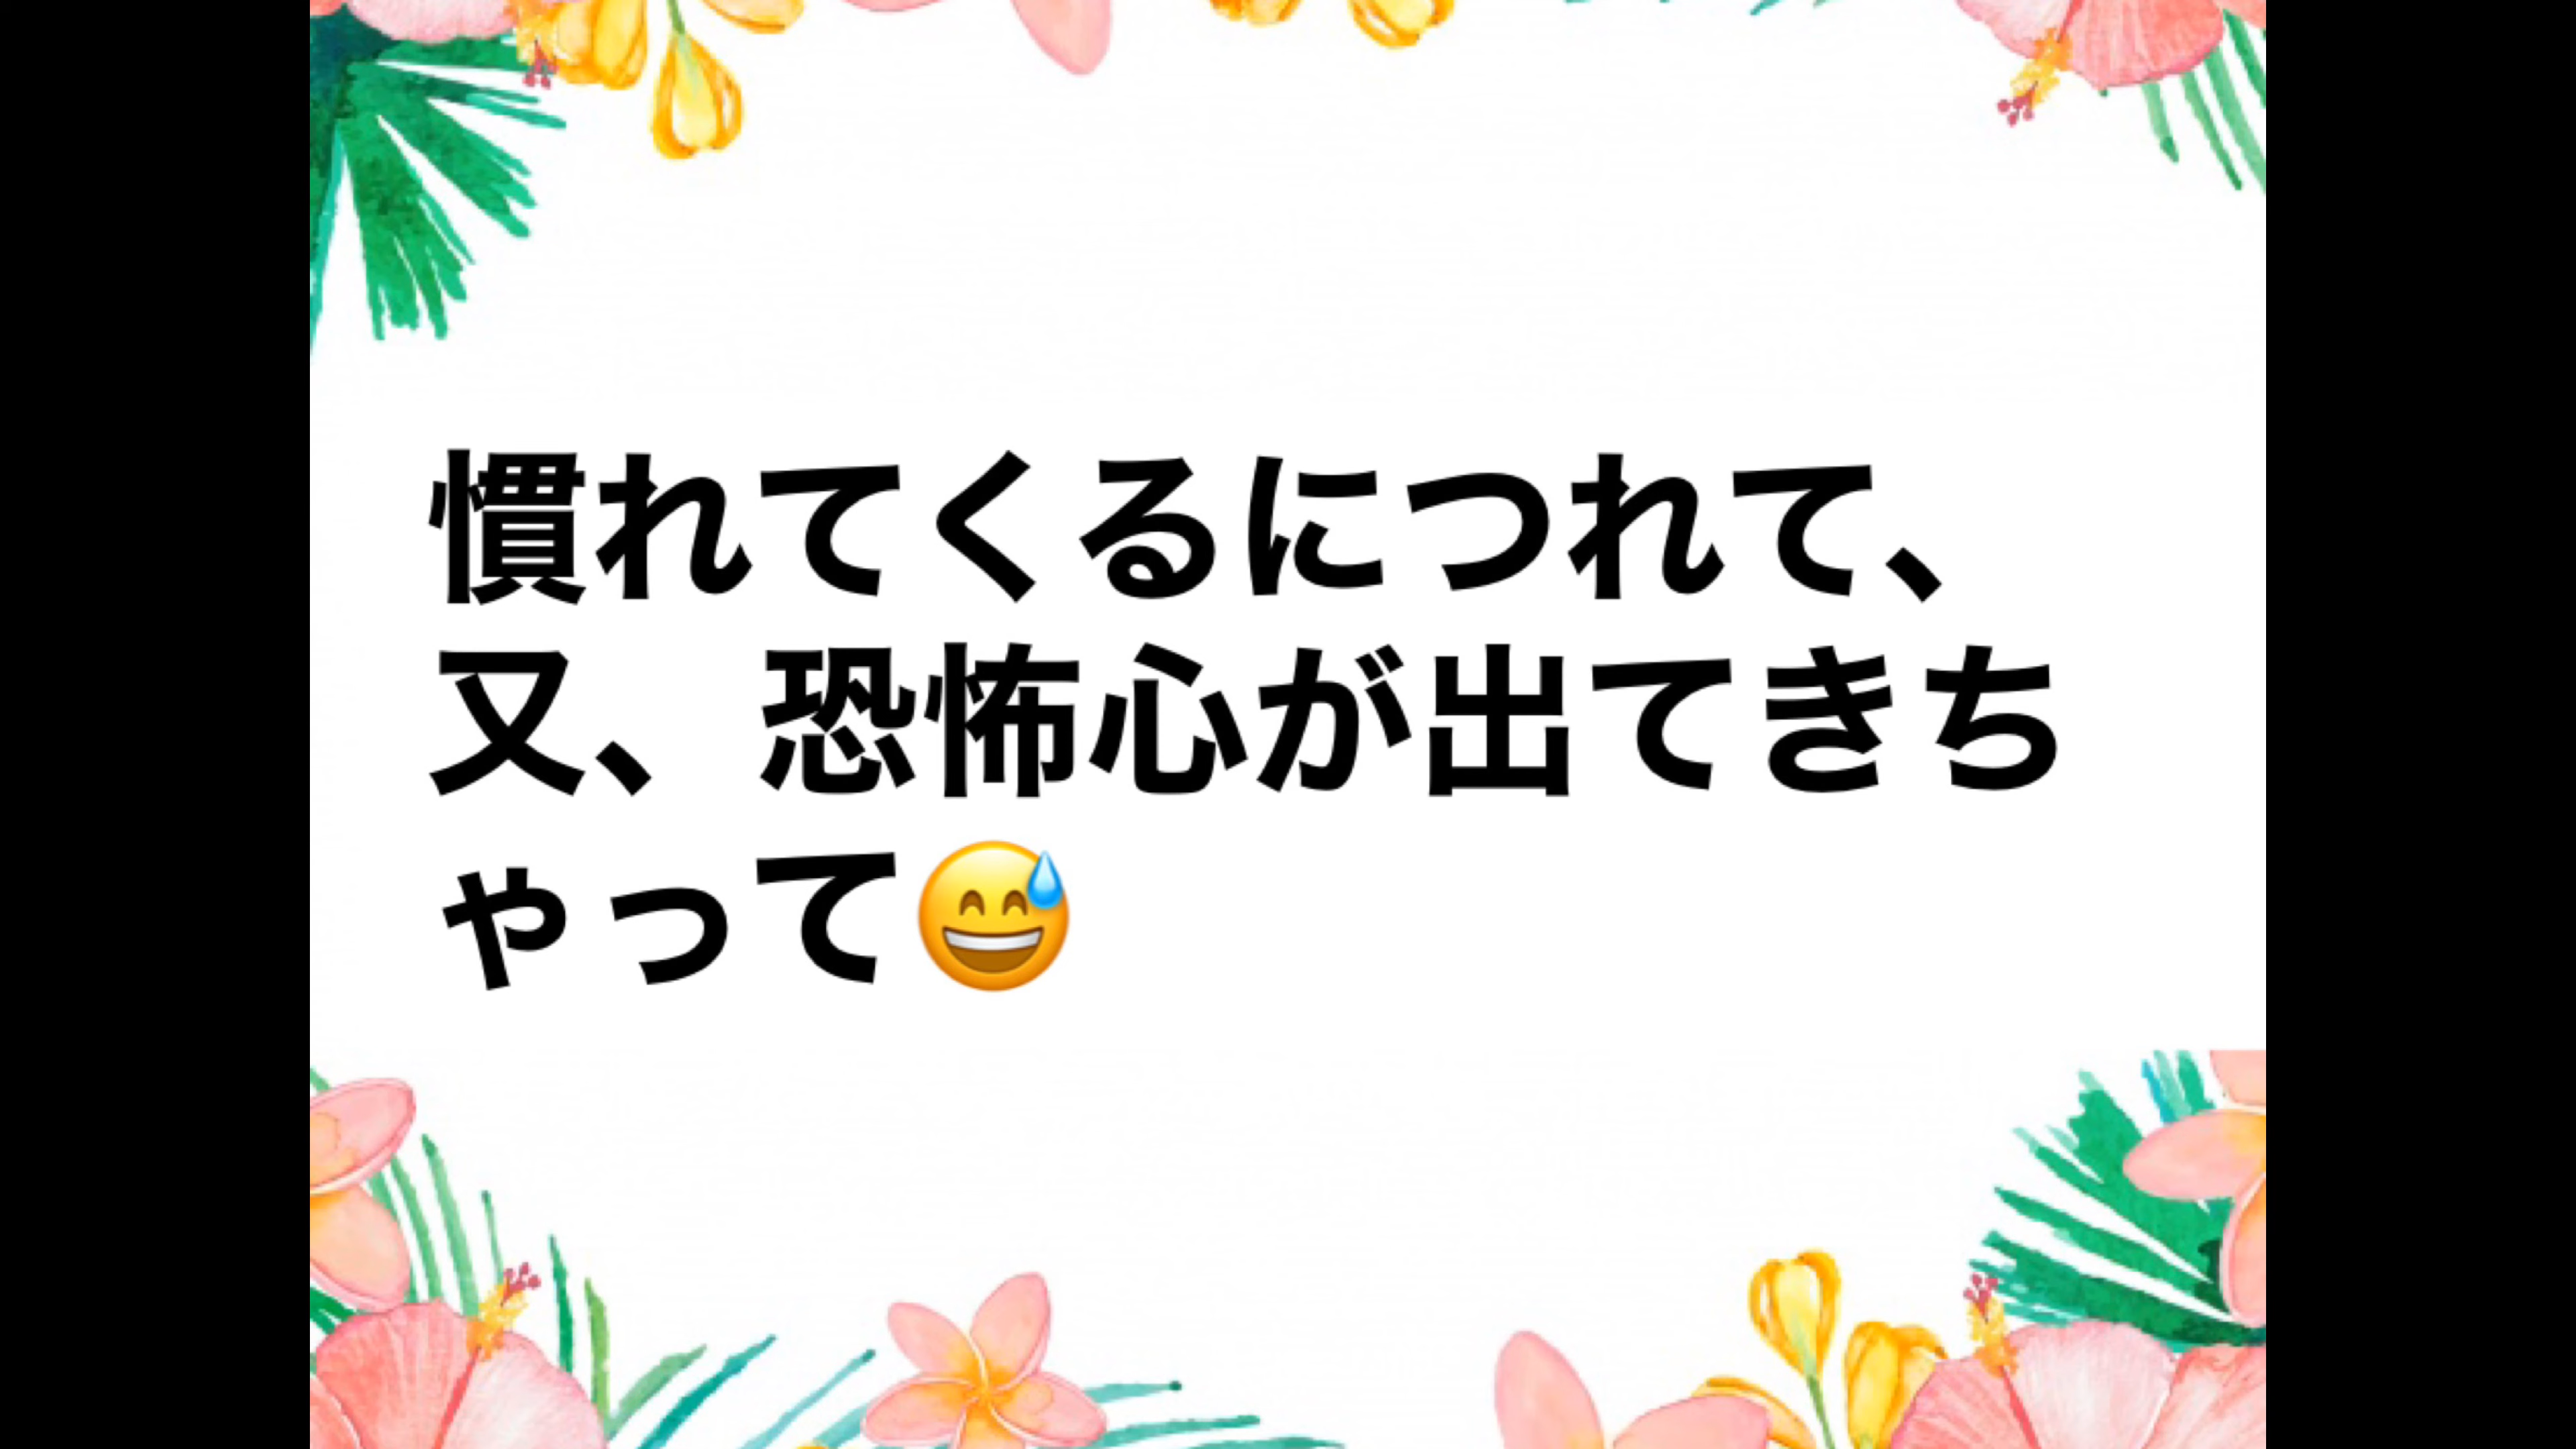 慣れてくるにつれて、
又、恐怖心が出てきち
ゃって😅